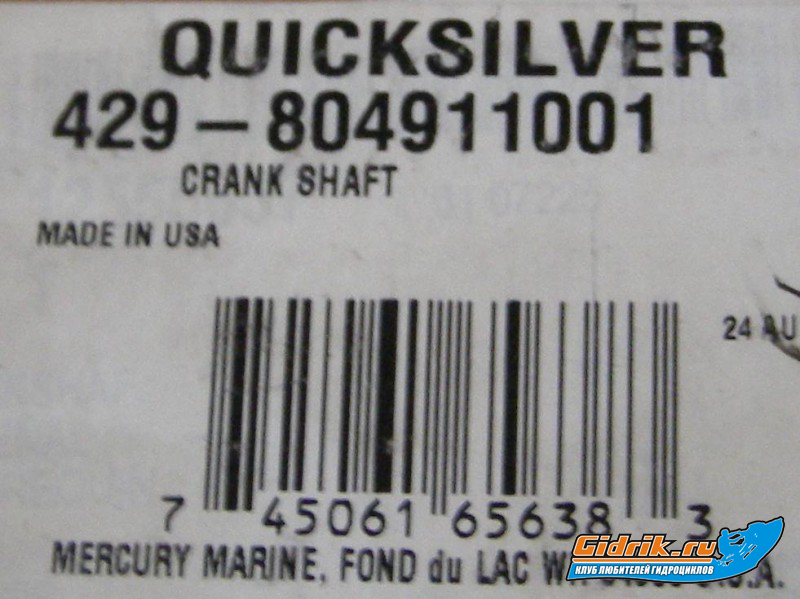 QUICKSILVER
429-804911001
CRANK SHAFT
MADE IN USA
24 AU
7 45061 65638 3
MERCURY MARINE, FOND du LAC
Gidrik.ru
КЛУБ ЛЮБИТЕЛЕЙ ГИДРОЦИКЛОВ